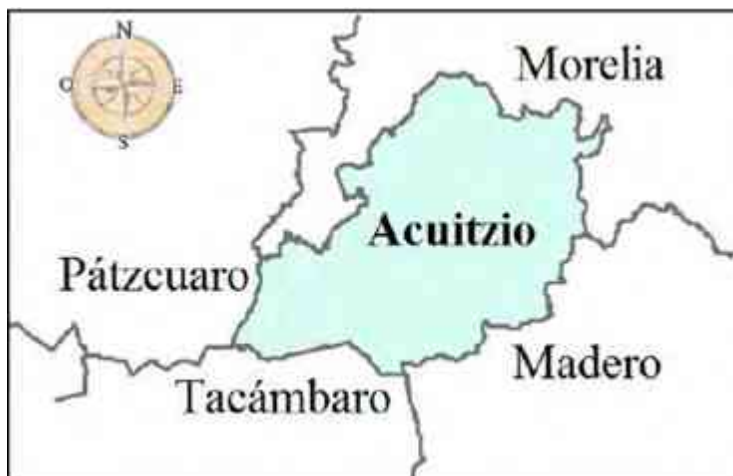 N
O
E
S
Morelia
Acuitzio
Pátzcuaro
Madero
Tacámbaro